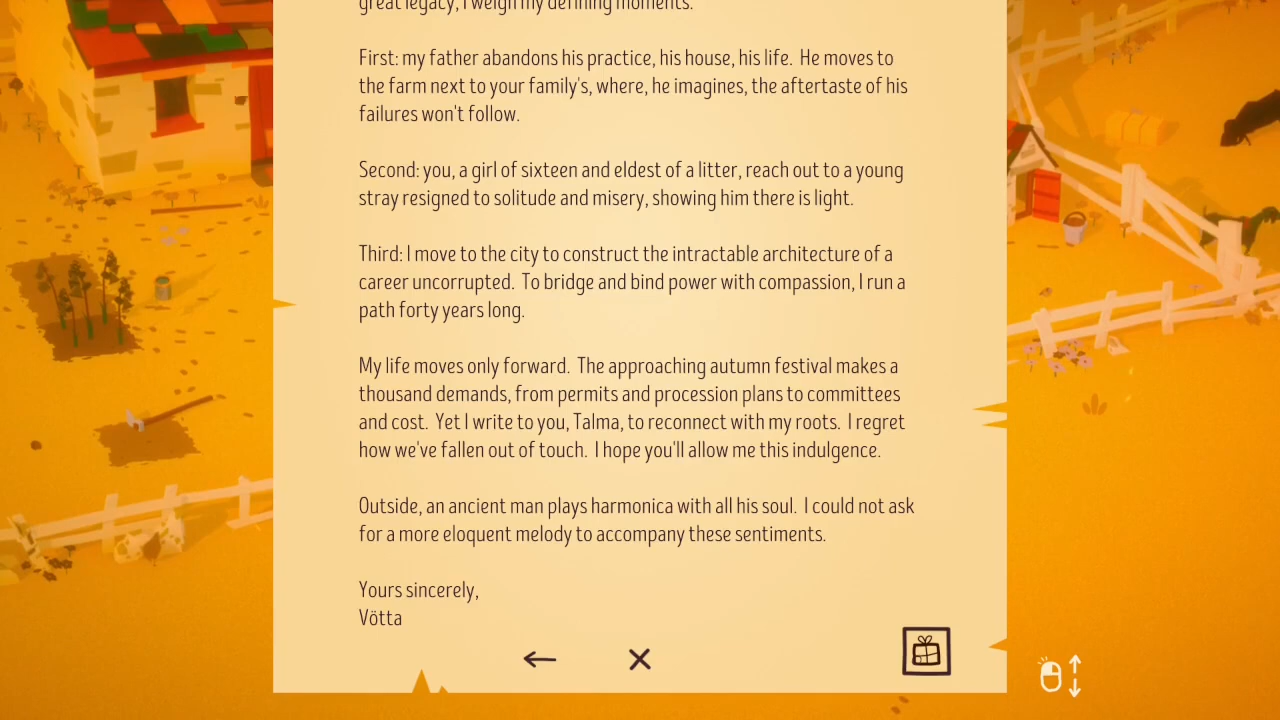 great legacy, I weigh my defining moments.
First: my father abandons his practice, his house, his life. He moves to
the farm next to your family's, where, he imagines, the aftertaste of his
failures won't follow.
Second: you, a girl of sixteen and eldest of a litter, reach out to a young
stray resigned to solitude and misery, showing him there is light.
Third: I move to the city to construct the intractable architecture of a
career uncorrupted. To bridge and bind power with compassion, I run a
path forty years long.
My life moves only forward. The approaching autumn festival makes a
thousand demands, from permits and procession plans to committees
and cost. Yet I write to you, Talma, to reconnect with my roots. I regret
how we've fallen out of touch. I hope you'll allow me this indulgence.
Outside, an ancient man plays harmonica with all his soul. I could not ask
for a more eloquent melody to accompany these sentiments.
Yours sincerely,
Vötta